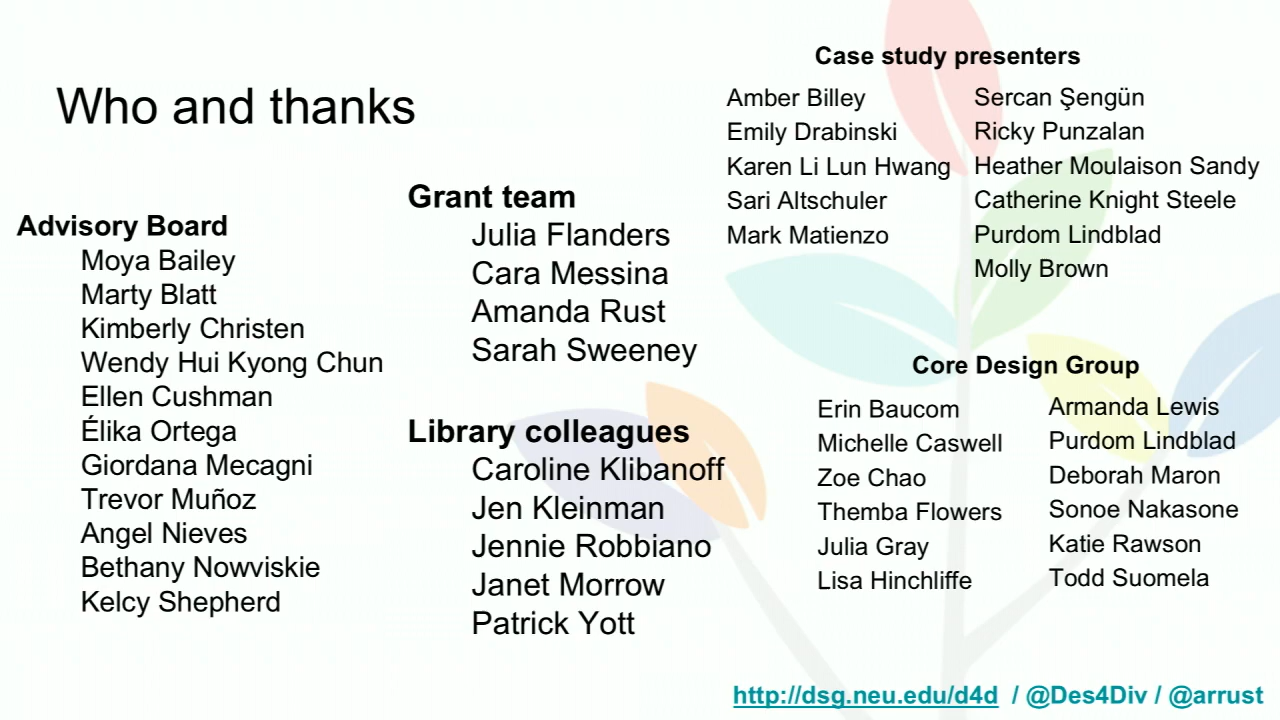 Who and thanks
Advisory Board
Moya Bailey
Marty Blatt
Kimberly Christen
Wendy Hui Kyong Chun
Ellen Cushman
Élika Ortega
Giordana Mecagni
Trevor Muñoz
Angel Nieves
Bethany Nowviskie
Kelcy Shepherd
Grant team
Julia Flanders
Cara Messina
Amanda Rust
Sarah Sweeney
Library colleagues
Caroline Klibanoff
Jen Kleinman
Jennie Robbiano
Janet Morrow
Patrick Yott
Case study presenters
Amber Billey
Emily Drabinski
Karen Li Lun Hwang
Sari Altschuler
Mark Matienzo
Sercan Şengün
Ricky Punzalan
Heather Moulaison Sandy
Catherine Knight Steele
Purdom Lindblad
Molly Brown
Core Design Group
Erin Baucom
Michelle Caswell
Zoe Chao
Themba Flowers
Julia Gray
Lisa Hinchliffe
Armanda Lewis
Purdom Lindblad
Deborah Maron
Sonoe Nakasone
Katie Rawson
Todd Suomela
http://dsg.neu.edu/d4d / @Des4Div / @arrust